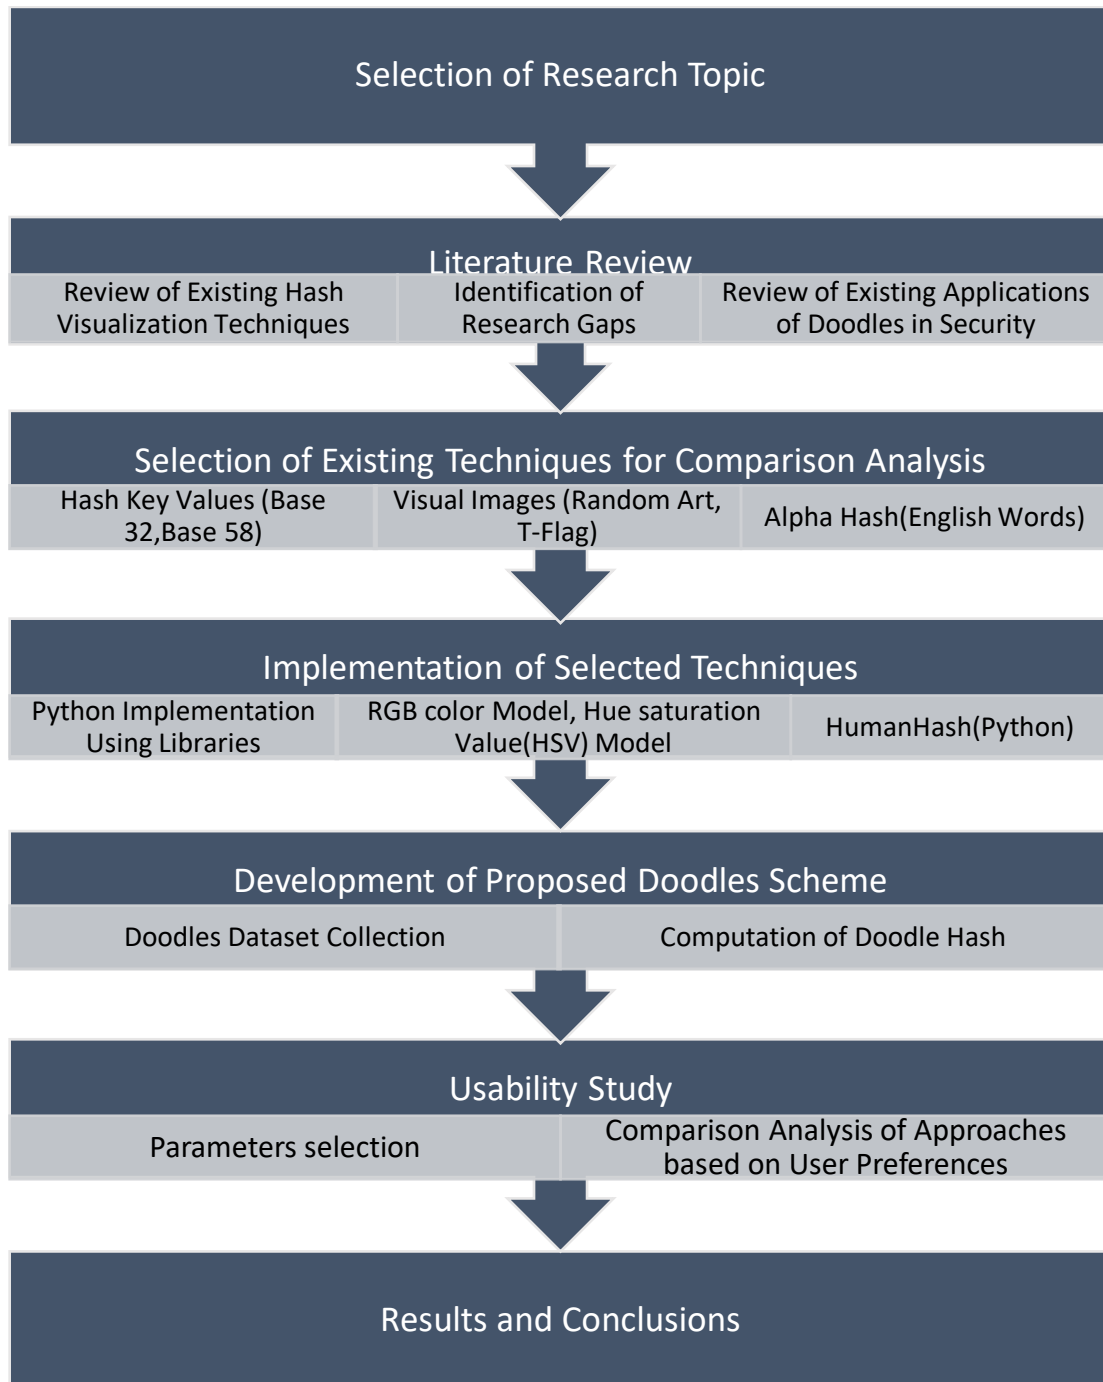 Selection of Research Topic
Literature Review
Review of Existing Hash
Visualization Techniques
Identification of
Research Gaps
Review of Existing Applications
of Doodles in Security
Selection of Existing Techniques for Comparison Analysis
Hash Key Values (Base
32,Base 58)
Visual Images (Random Art,
T-Flag)
Alpha Hash(English Words)
Implementation of Selected Techniques
Python Implementation
Using Libraries
RGB color Model, Hue saturation
Value(HSV) Model
HumanHash(Python)
Development of Proposed Doodles Scheme
Doodles Dataset Collection
Computation of Doodle Hash
Usability Study
Parameters selection
Comparison Analysis of Approaches
based on User Preferences
Results and Conclusions